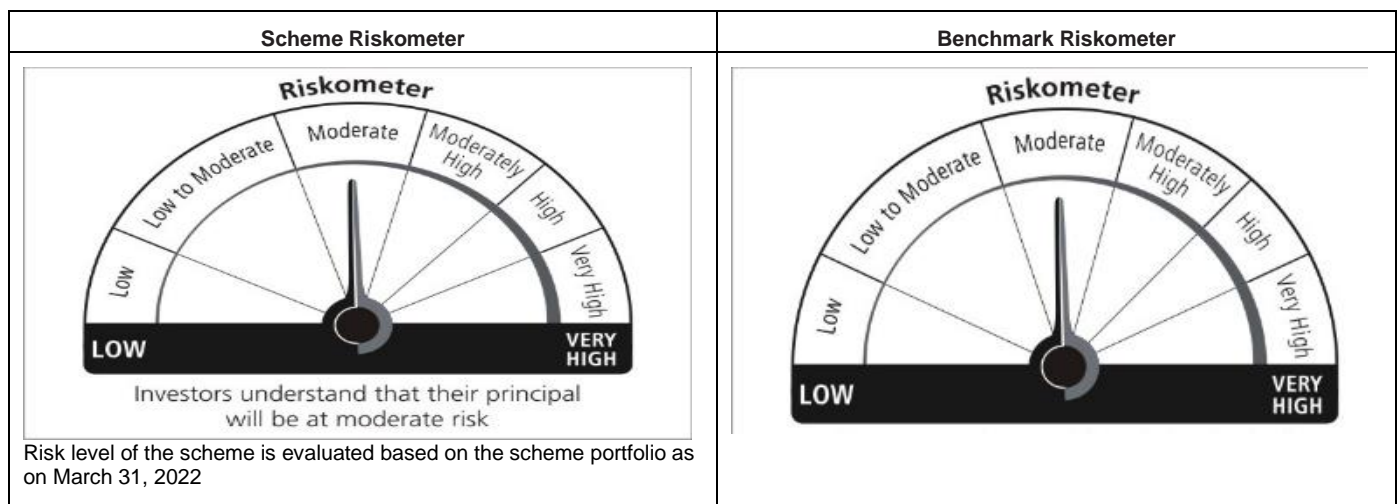 Scheme Riskometer
Benchmark Riskometer
Riskometer
Low
Low to Moderate
Moderate
Moderately
High
High
Very High
LOW
VERY
HIGH
Investors understand that their principal
will be at moderate risk
Risk level of the scheme is evaluated based on the scheme portfolio as
on March 31, 2022
Riskometer
Low
Low to Moderate
Moderate
Moderately
High
High
Very High
LOW
VERY
HIGH